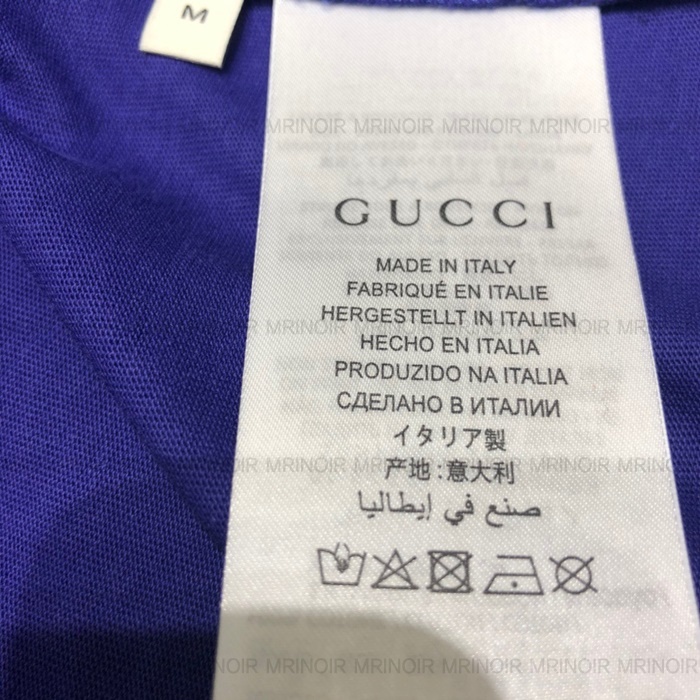 M
MRINOIR MRINOIR MRINOIR MRINOIR MRINOIR
GUCCI
MADE IN ITALY
FABRIQUÉ EN ITALIE
HERGESTELLT IN ITALIEN
HECHO EN ITALIA
PRODUZIDO NA ITALIA
СДЕЛАНО В ИТАЛИИ
イタリア製
产地:意大利
صنع في إيطاليا